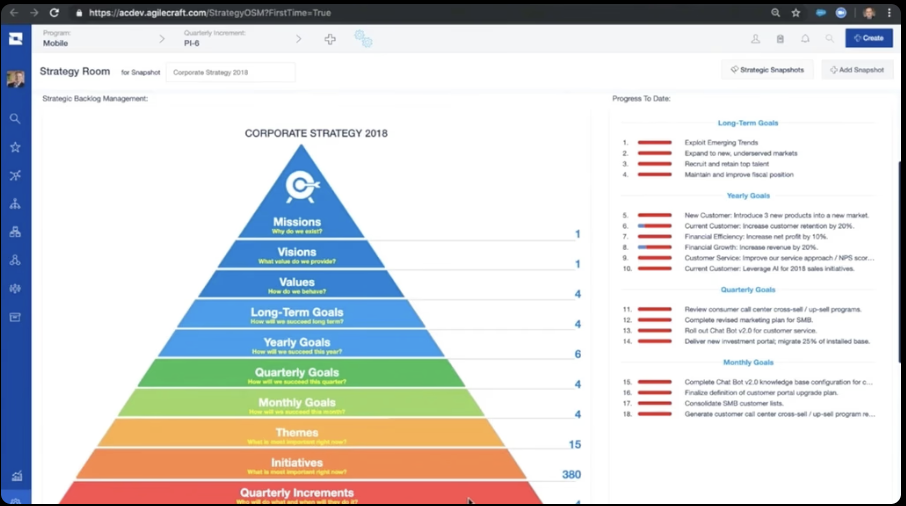 https://acdev.agilecraft.com/StrategyOSM?FirstTime=True
Program:
Mobile
Quarterly Increment:
PI-6
Create
Strategy Room
for Snapshot
Corporate Strategy 2018
Strategic Snapshots
Add Snapshot
Strategic Backlog Management:
CORPORATE STRATEGY 2018
Missions
Why do we exist?
1
Visions
What value do we provide?
1
Values
How do we behave?
4
Long-Term Goals
How will we succeed long term?
4
Yearly Goals
How will we succeed this year?
6
Quarterly Goals
How will we succeed this quarter?
4
Monthly Goals
How will we succeed this month?
4
Themes
What is most important right now?
15
Initiatives
What is most important right now?
380
Quarterly Increments
Who will do what and when will they do it?
Progress To Date:
Long-Term Goals
1. Exploit Emerging Trends
2. Expand to new, underserved markets
3. Recruit and retain top talent
4. Maintain and improve fiscal position
Yearly Goals
5. New Customer: Introduce 3 new products into a new market.
6. Current Customer: Increase customer retention by 20%.
7. Financial Efficiency: Increase net profit by 10%.
8. Financial Growth: Increase revenue by 20%.
9. Customer Service: Improve our service approach / NPS scor...
10. Current Customer: Leverage AI for 2018 sales initiatives.
Quarterly Goals
11. Review consumer call center cross-sell / up-sell programs.
12. Complete revised marketing plan for SMB.
13. Roll out Chat Bot v2.0 for customer service.
14. Deliver new investment portal; migrate 25% of installed base.
Monthly Goals
15. Complete Chat Bot v2.0 knowledge base configuration for c...
16. Finalize definition of customer portal upgrade plan.
17. Consolidate SMB customer lists.
18. Generate customer call center cross-sell / up-sell program re...